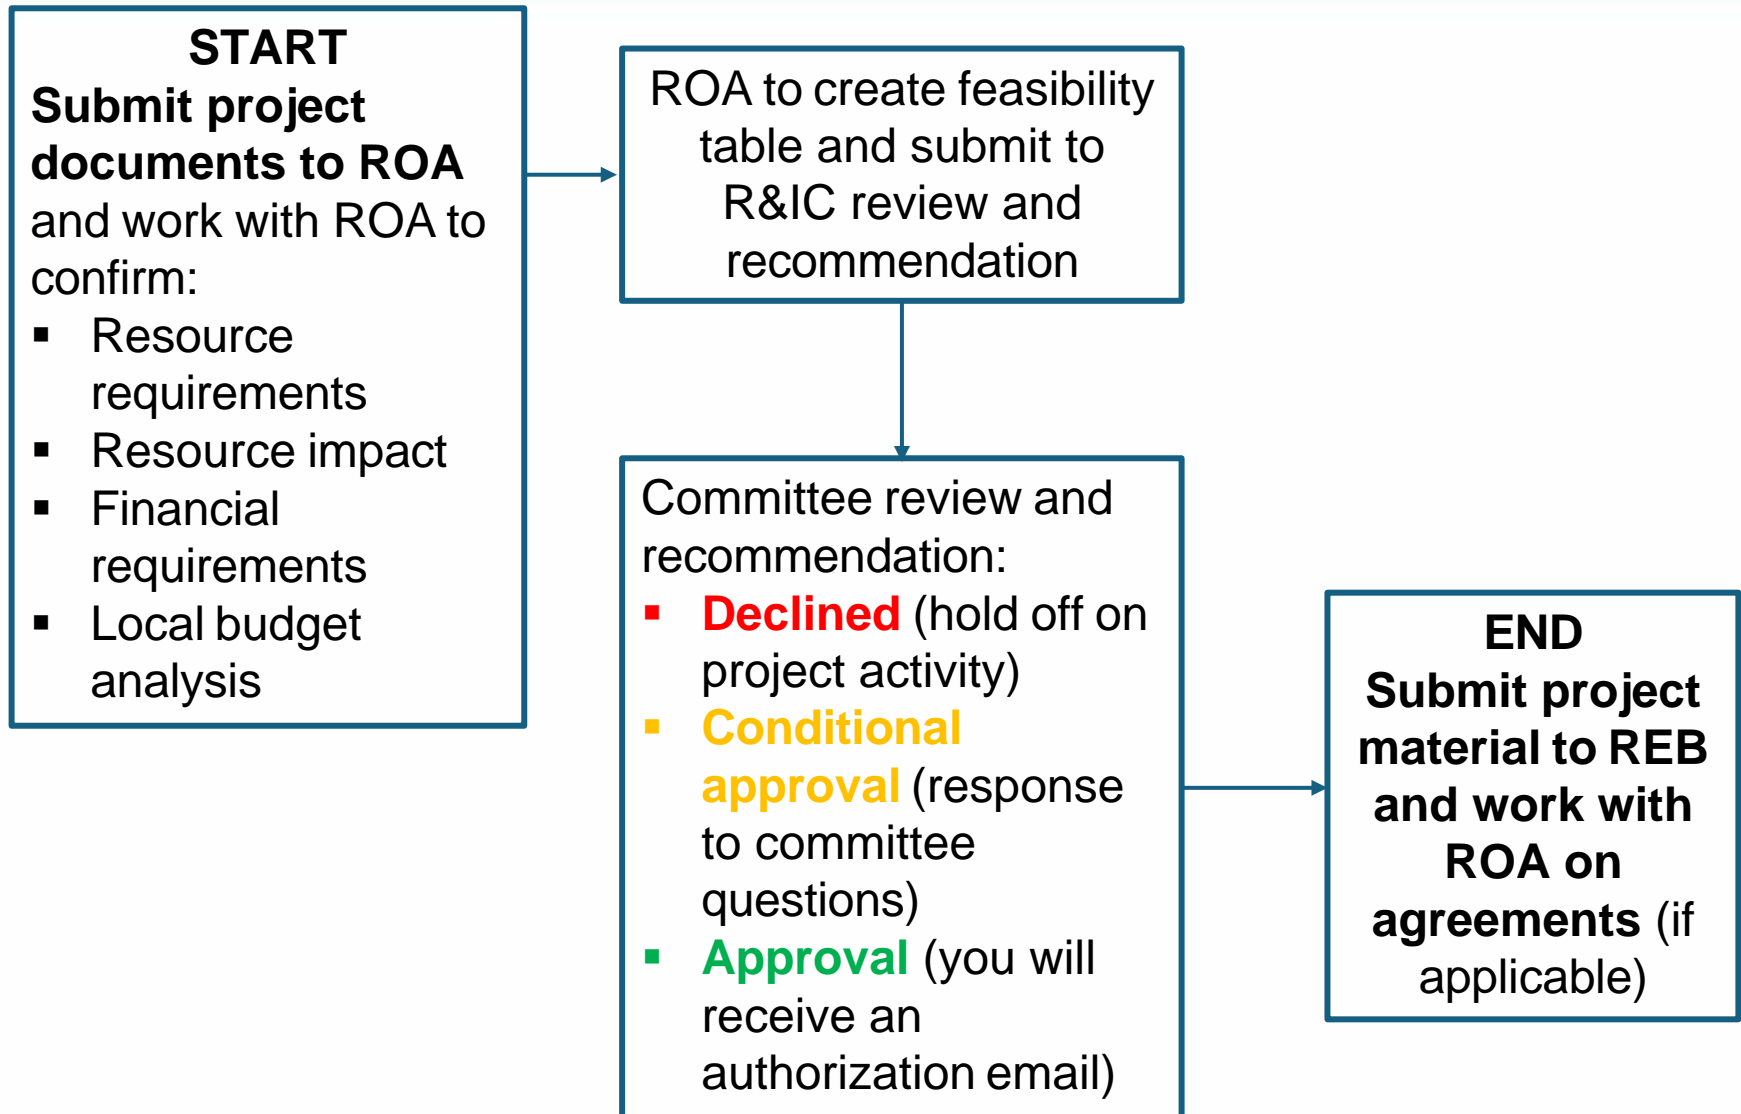 START
Submit project
documents to ROA
and work with ROA to
confirm:
▪ Resource
requirements
▪ Resource impact
▪ Financial
requirements
▪ Local budget
analysis
ROA to create feasibility
table and submit to
R&IC review and
recommendation
Committee review and
recommendation:
▪ Declined (hold off on
project activity)
▪ Conditional
approval (response
to committee
questions)
▪ Approval (you will
receive an
authorization email)
END
Submit project
material to REB
and work with
ROA on
agreements (if
applicable)